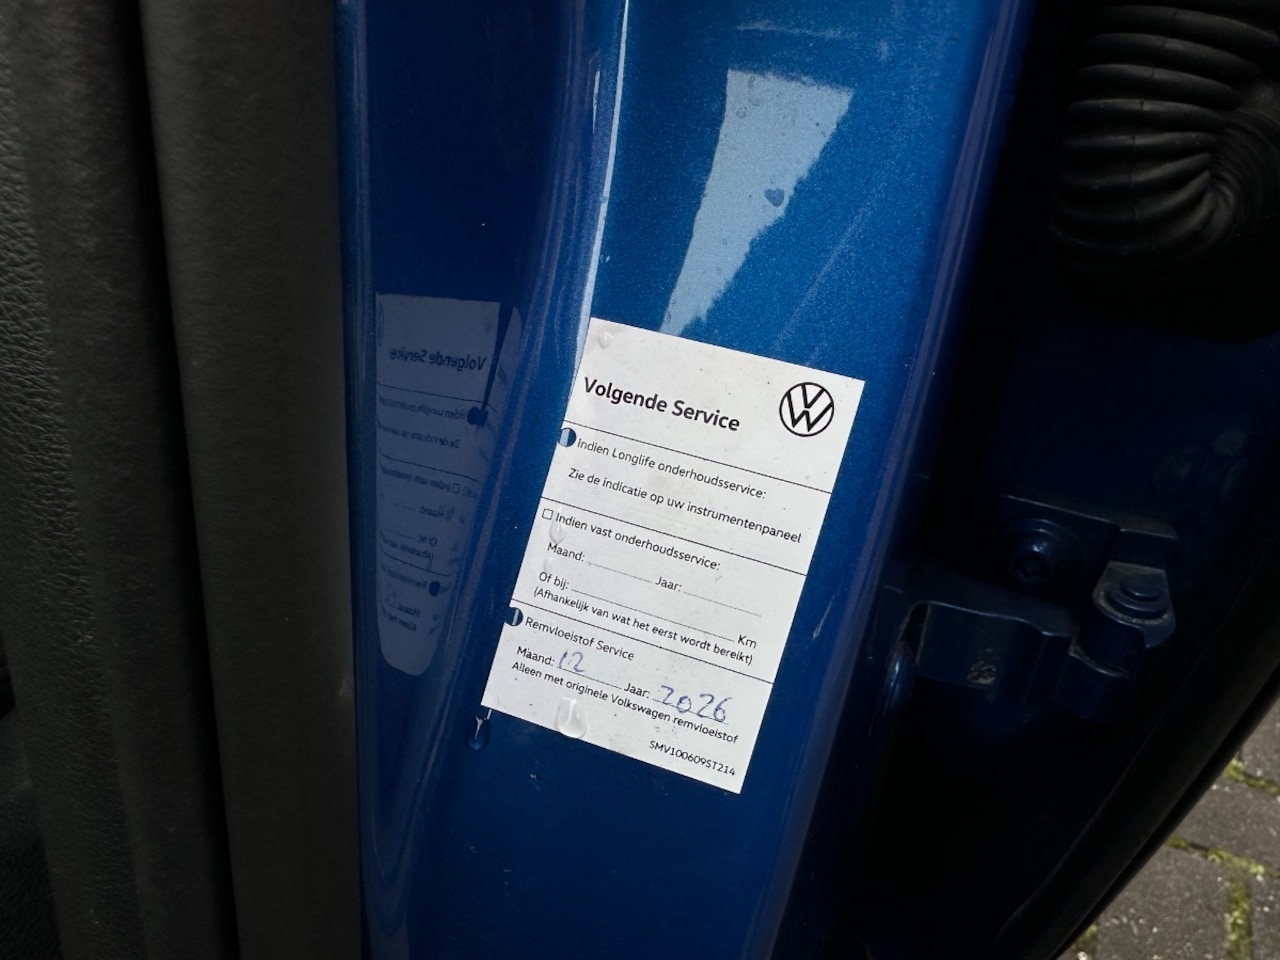 Volgende Service
Indien Longlife onderhoudsservice:
Zie de indicatie op uw instrumentenpaneel
☐ Indien vast onderhoudsservice:
Maand: Jaar:
Of bij: Km
(Afhankelijk van wat het eerst wordt bereikt)
Remvloeistof Service
Maand: 12 Jaar: 2026
Alleen met originele Volkswagen remvloeistof
SMV100609ST214